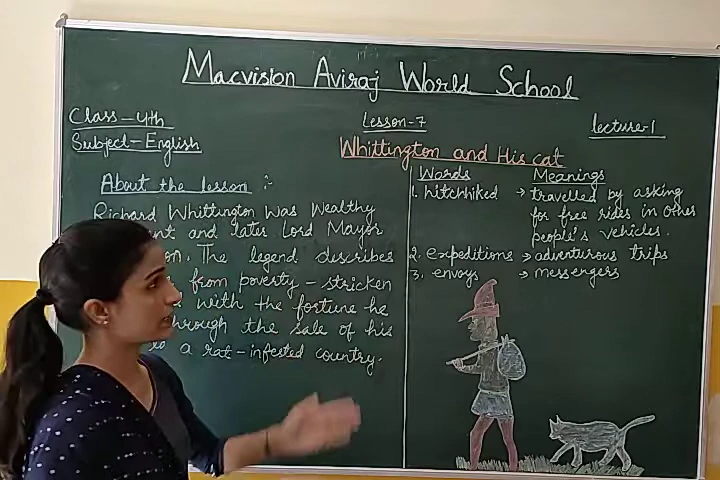 Macvision Aviraj World School
Class-4th
Lesson-7
Lecture-1
Subject-English
Whittington and His cat
About the lesson :-
Richard Whittington was wealthy
and later Lord Mayor
The legend describes
from poverty-stricken
with the fortune he
through the sale of his
to a rat-infested country.
Words
Meanings
1. hitchhiked → travelled by asking
for free rides in other
people's vehicles.
2. expeditions → adventurous trips
3. envoys → messengers